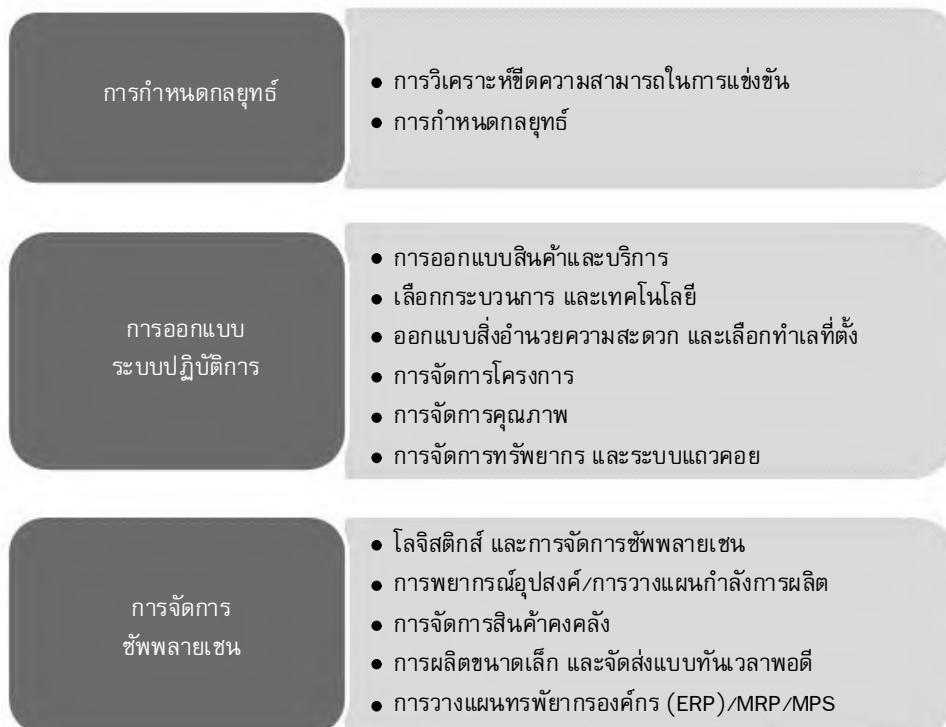 การกำหนดกลยุทธ์
● การวิเคราะห์ขีดความสามารถในการแข่งขัน
● การกำหนดกลยุทธ์
การออกแบบ
ระบบปฏิบัติการ
● การออกแบบสินค้าและบริการ
● เลือกกระบวนการ และเทคโนโลยี
● ออกแบบสิ่งอำนวยความสะดวก และเลือกทำเลที่ตั้ง
● การจัดการโครงการ
● การจัดการคุณภาพ
● การจัดการทรัพยากร และระบบแถวคอย
การจัดการ
ซัพพลายเชน
● โลจิสติกส์ และการจัดการซัพพลายเชน
● การพยากรณ์อุปสงค์/การวางแผนกำลังการผลิต
● การจัดการสินค้าคงคลัง
● การผลิตขนาดเล็ก และจัดส่งแบบทันเวลาพอดี
● การวางแผนทรพัยากรองค์กร (ERP)/MRP/MPS